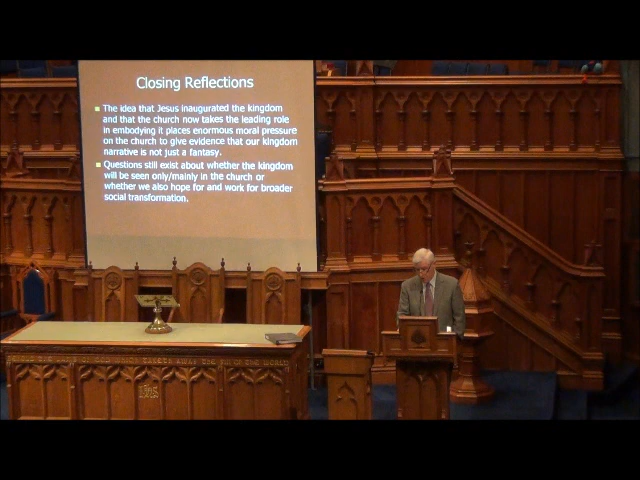 Closing Reflections
The idea that Jesus inaugurated the kingdom
and that the church now takes the leading role
in embodying it places enormous moral pressure
on the church to give evidence that our kingdom
narrative is not just a fantasy.
Questions still exist about whether the kingdom
will be seen only/mainly in the church or
whether we also hope for and work for broader
social transformation.
IHS